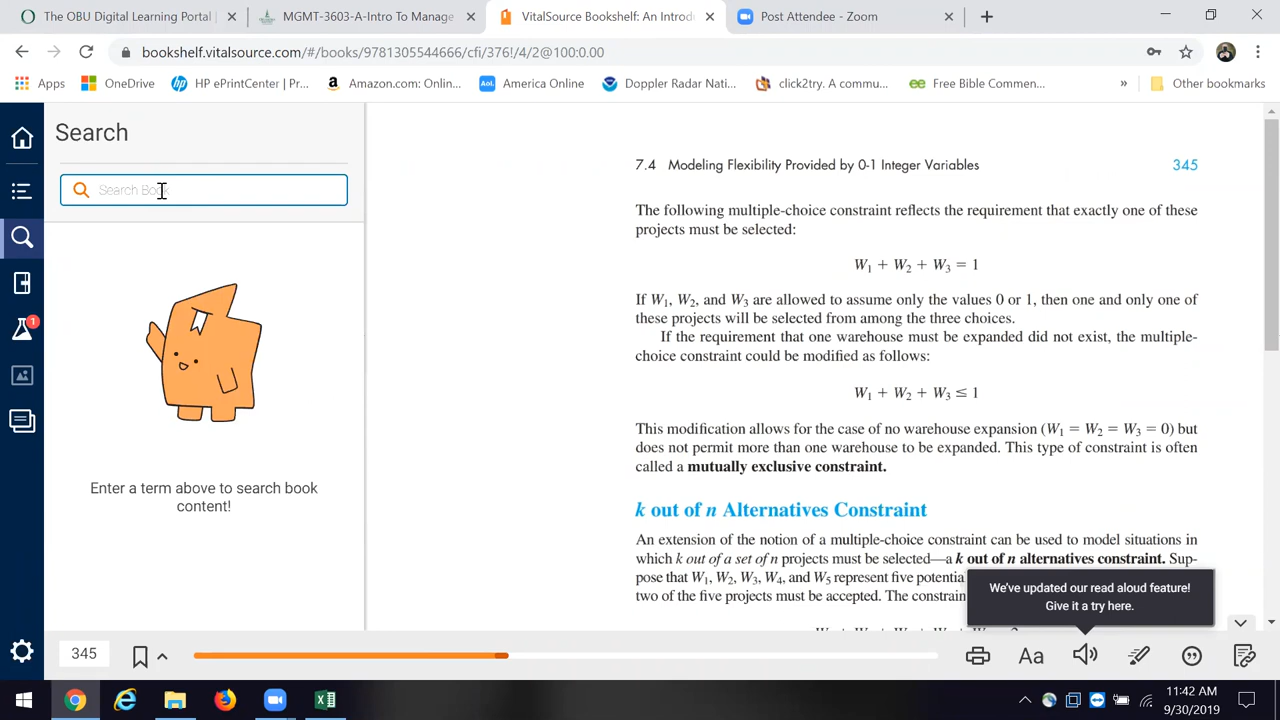 The OBU Digital Learning Portal
MGMT-3603-A-Intro To Manage
VitalSource Bookshelf: An Introd
Post Attendee - Zoom
bookshelf.vitalsource.com/#/books/9781305544666/cfi/376!/4/2@100:0.00
Apps
OneDrive
HP ePrintCenter | Pr...
Amazon.com: Onlin...
Aol.
America Online
Doppler Radar Nati...
click2try. A commu...
ee
Free Bible Commen...
»
Other bookmarks
Search
Search Book
1
Enter a term above to search book
content!
7.4 Modeling Flexibility Provided by 0-1 Integer Variables
345
The following multiple-choice constraint reflects the requirement that exactly one of these
projects must be selected:
W₁ + W₂ + W₃ = 1
If W₁, W₂, and W₃ are allowed to assume only the values 0 or 1, then one and only one of
these projects will be selected from among the three choices.
If the requirement that one warehouse must be expanded did not exist, the multiple-
choice constraint could be modified as follows:
W₁ + W₂ + W₃ ≤ 1
This modification allows for the case of no warehouse expansion (W₁ = W₂ = W₃ = 0) but
does not permit more than one warehouse to be expanded. This type of constraint is often
called a mutually exclusive constraint.
k out of n Alternatives Constraint
An extension of the notion of a multiple-choice constraint can be used to model situations in
which k out of a set of n projects must be selected—a k out of n alternatives constraint. Sup-
pose that W₁, W₂, W₃, W₄, and W₅ represent five potential
two of the five projects must be accepted. The constrain
We've updated our read aloud feature!
Give it a try here.
345
Aa
11:42 AM
9/30/2019